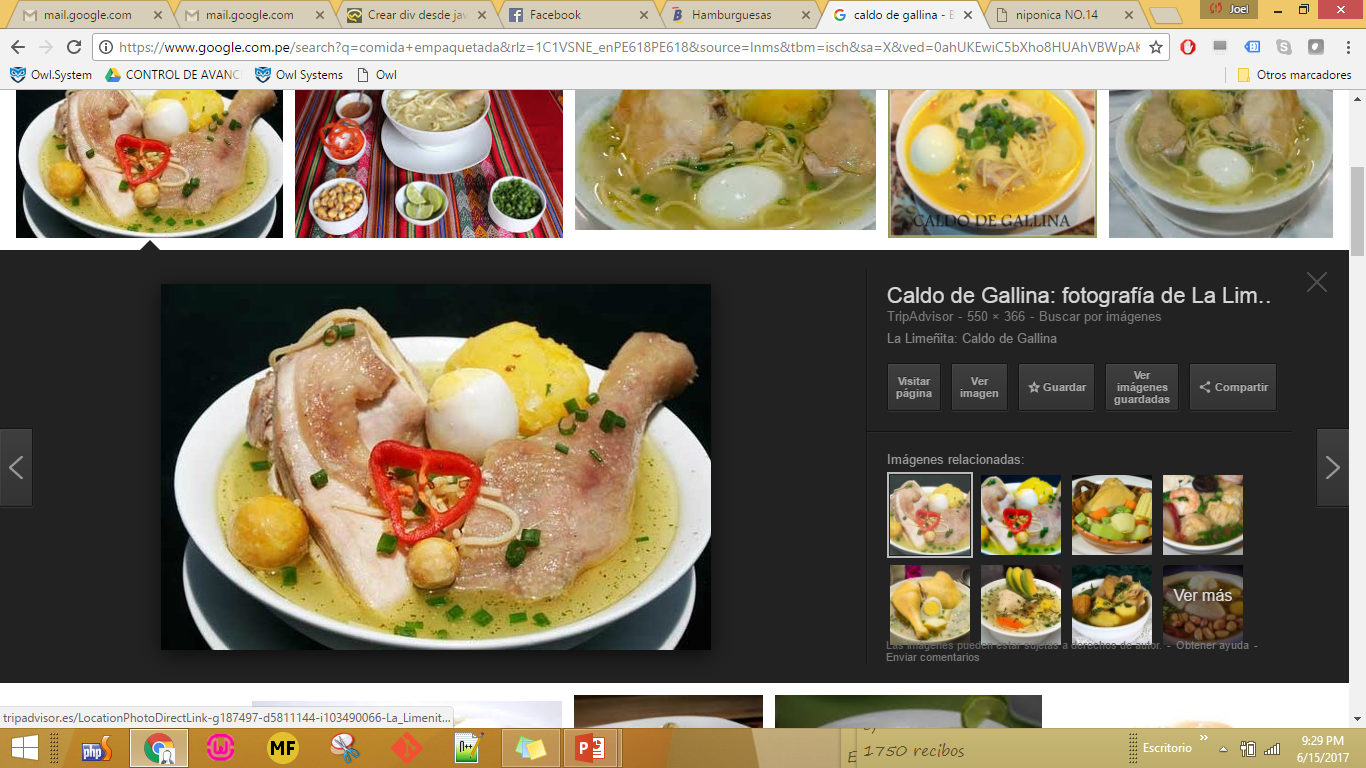 mail.google.com
mail.google.com
Crear div desde jav
Facebook
Hamburguesas
caldo de gallina - B
niponica NO.14
Joel
https://www.google.com.pe/search?q=comida+empaquetada&rlz=1C1VSNE_enPE618PE618&source=lnms&tbm=isch&sa=X&ved=0ahUKEwiC5bXho8HUAhVBWpAK
Owl.System
CONTROL DE AVANC
Owl Systems
Owl
Otros marcadores
CALDO DE GALLINA
Caldo de Gallina: fotografía de La Lim...
TripAdvisor - 550 × 366 - Buscar por imágenes
La Limeñita: Caldo de Gallina
Visitar página
Ver imagen
Guardar
Ver imágenes guardadas
Compartir
Imágenes relacionadas:
Ver más
Las imágenes pueden estar sujetas a derechos de autor. - Obtener ayuda -
Enviar comentarios
tripadvisor.es/LocationPhotoDirectLink-g187497-d5811144-i103490066-La_Limenit...
php
MF
1750 recibos
Escritorio
9:29 PM
6/15/2017